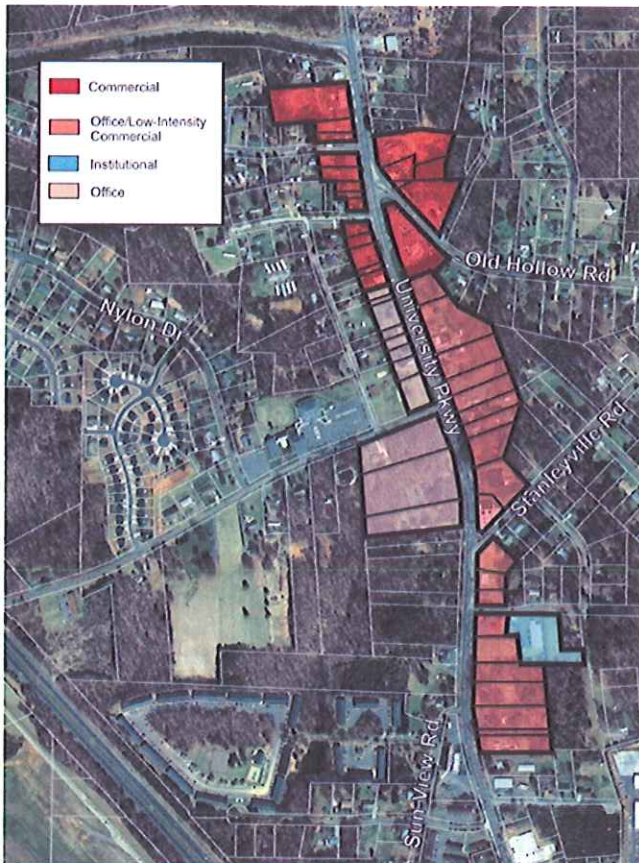 Commercial
Office/Low-Intensity
Commercial
Institutional
Office
Old Hollow Rd
Nylon Dr
University Pkwy
Stanleyville Rd
Sun View Rd